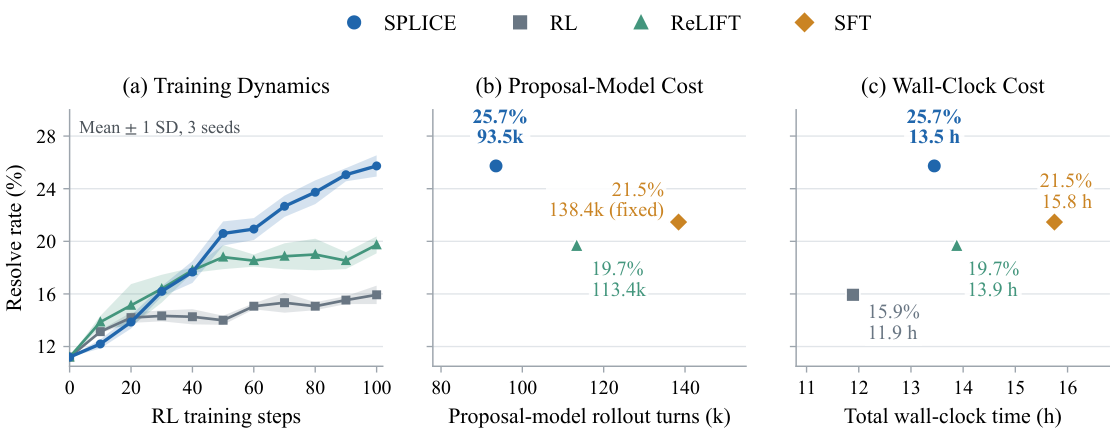 SPLICE RL ReLIFT SFT
(a) Training Dynamics
Mean ± 1 SD, 3 seeds
Resolve rate (%)
28
24
20
16
12
0 20 40 60 80 100
RL training steps
(b) Proposal-Model Cost
25.7%
93.5k
21.5%
138.4k (fixed)
19.7%
113.4k
80 100 120 140
Proposal-model rollout turns (k)
(c) Wall-Clock Cost
25.7%
13.5 h
21.5%
15.8 h
19.7%
13.9 h
15.9%
11.9 h
11 12 13 14 15 16
Total wall-clock time (h)